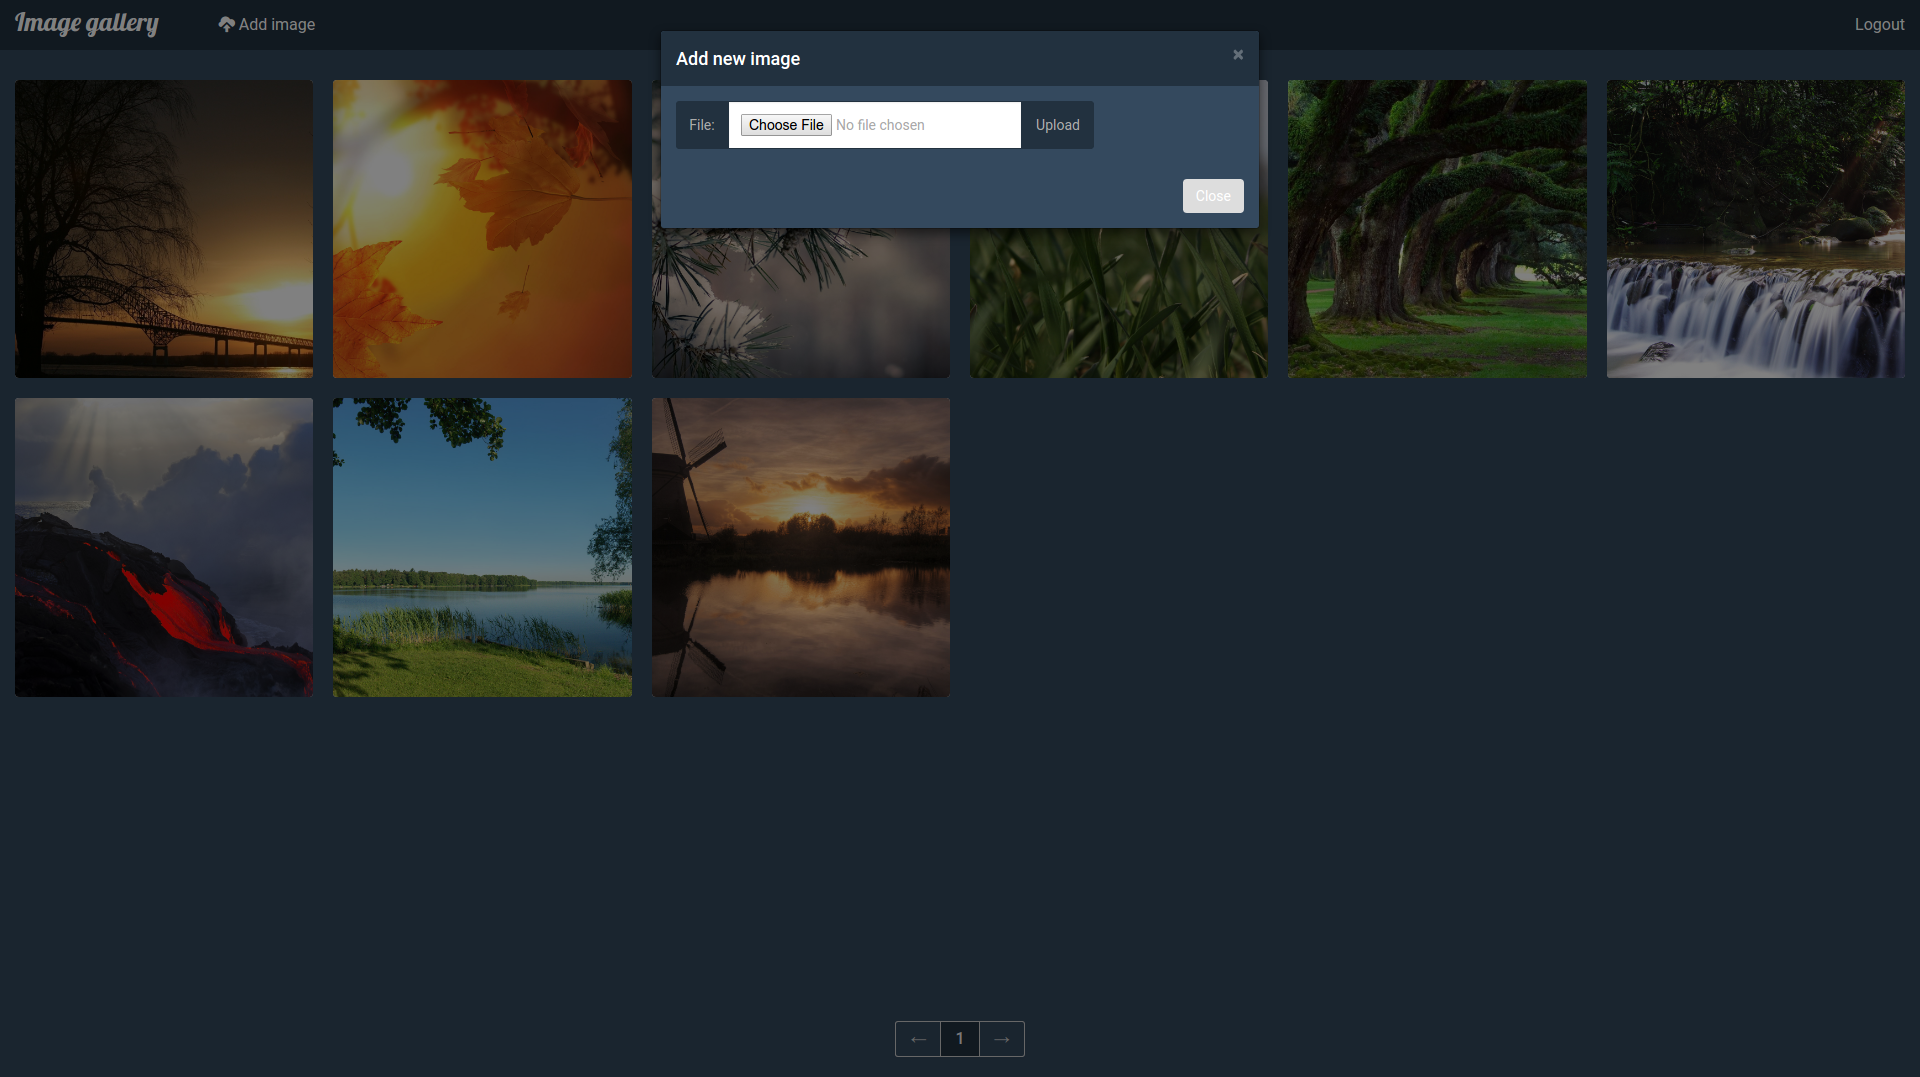 Image gallery
Add image
Logout
Add new image
×
File:
Choose File No file chosen
Upload
Close
← 1 →